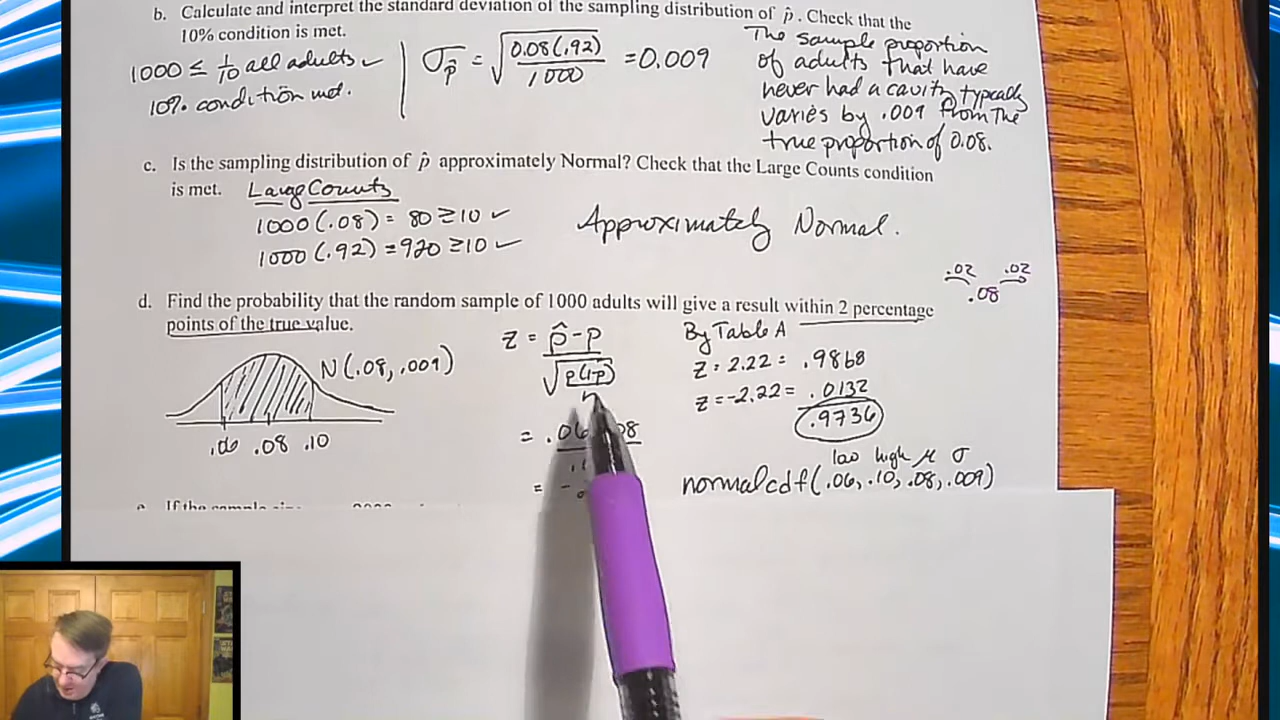 b. Calculate and interpret the standard deviation of the sampling distribution of p̂. Check that the
10% condition is met.
1000 ≤ 1/10 all adults ✓
10% condition met.
σp̂ = √(0.08(.92)/1000) = 0.009
The sample proportion
of adults that have
never had a cavity typically
varies by .009 from the
true proportion of 0.08.
c. Is the sampling distribution of p̂ approximately Normal? Check that the Large Counts condition
is met. Large Counts
1000(.08) = 80 ≥ 10 ✓
1000(.92) = 920 ≥ 10 ✓
Approximately Normal.
.02 .02
.08
d. Find the probability that the random sample of 1000 adults will give a result within 2 percentage
points of the true value.
N(.08, .009)
.06 .08 .10
z = p̂ - p / √(p(1-p)/n)
= .06
=
By Table A
z = 2.22 = .9868
z = -2.22 = .0132
.9736
low high μ σ
normalcdf(.06, .10, .08, .009)
If the sample